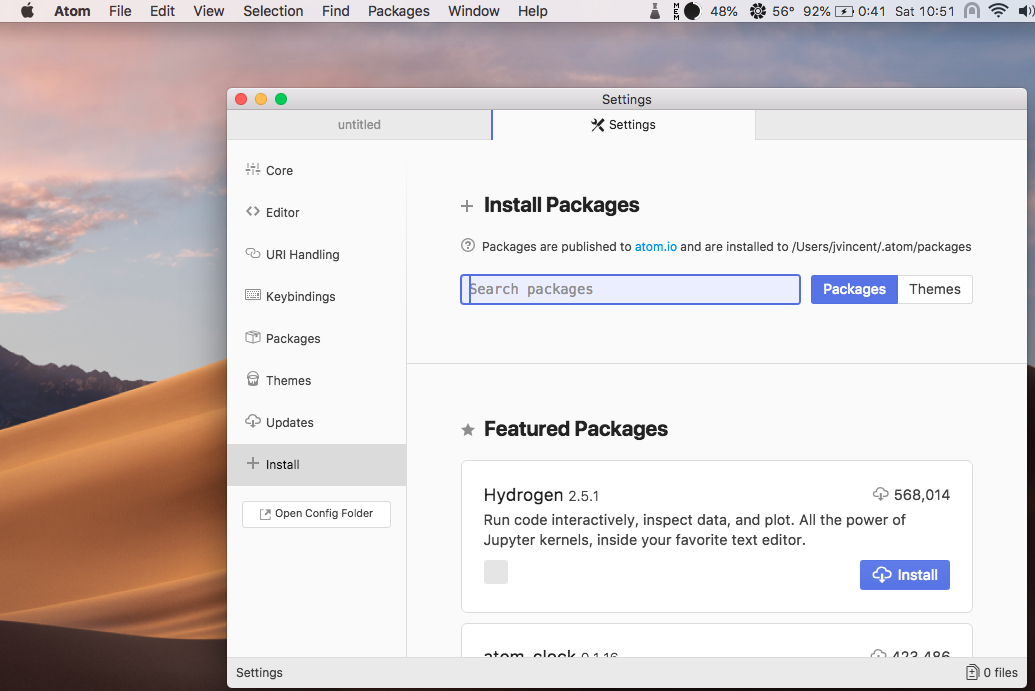 Atom File Edit View Selection Find Packages Window Help MEM 48% 56° 92% 0:41 Sat 10:51
Settings
untitled Settings
Core
Editor
URI Handling
Keybindings
Packages
Themes
Updates
Install
Open Config Folder
Install Packages
Packages are published to atom.io and are installed to /Users/jvincent/.atom/packages
Search packages Packages Themes
Featured Packages
Hydrogen 2.5.1 568,014
Run code interactively, inspect data, and plot. All the power of
Jupyter kernels, inside your favorite text editor.
Install
atom-clock 0.1.16 423,486
Settings 0 files